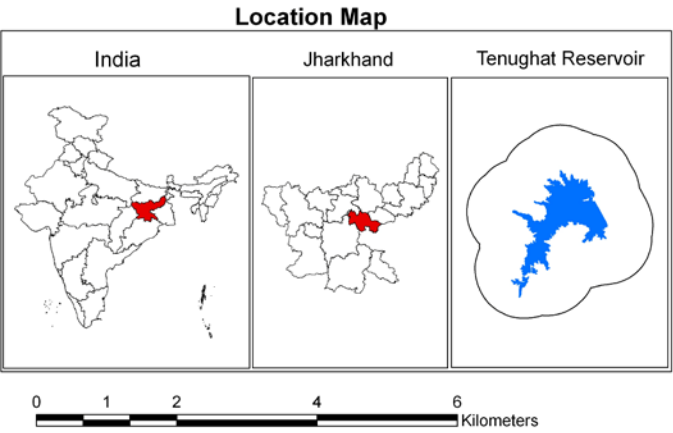 Location Map
India
Jharkhand
Tenughat Reservoir
0 1 2 4 6
Kilometers